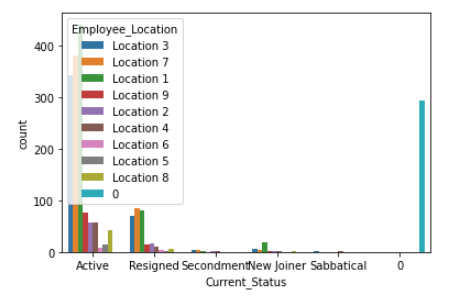 Employee_Location
Location 3
Location 7
Location 1
Location 9
Location 2
Location 4
Location 6
Location 5
Location 8
0
400
300
200
100
0
count
Active Resigned Secondment New Joiner Sabbatical 0
Current_Status